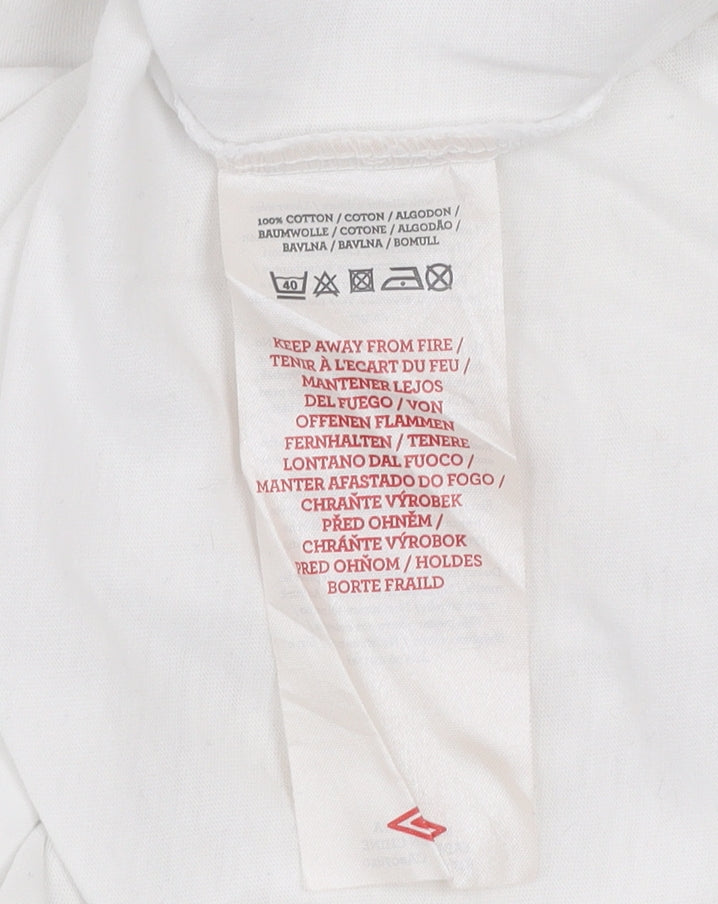 100% COTTON / COTON / ALGODON /
BAUMWOLLE / COTONE / ALGODÃO /
BAVLNA / BAVLNA / BOMULL
40
KEEP AWAY FROM FIRE /
TENIR À L'ECART DU FEU /
MANTENER LEJOS
DEL FUEGO / VON
OFFENEN FLAMMEN
FERNHALTEN / TENERE
LONTANO DAL FUOCO /
MANTER AFASTADO DO FOGO /
CHRAŇTE VÝROBEK
PŘED OHNĚM /
CHRÁŇTE VÝROBOK
PRED OHŇOM / HOLDES
BORTE FRAILD